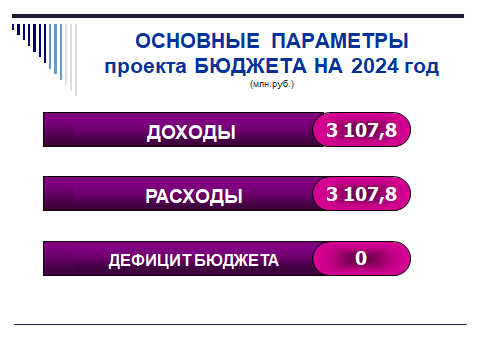 ОСНОВНЫЕ ПАРАМЕТРЫ
проекта БЮДЖЕТА НА 2024 год
(млн.руб.)
ДОХОДЫ 3 107,8
РАСХОДЫ 3 107,8
ДЕФИЦИТ БЮДЖЕТА 0